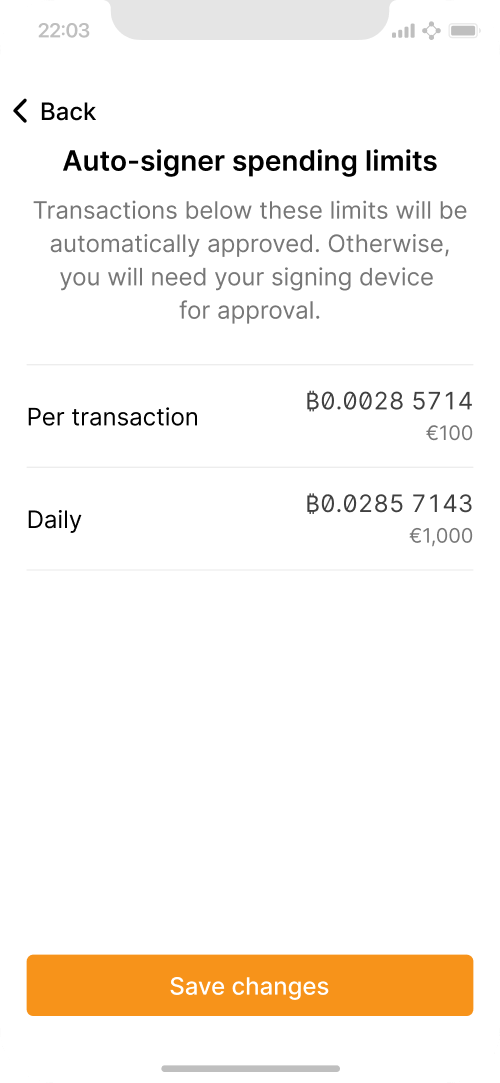 22:03
Back
Auto-signer spending limits
Transactions below these limits will be
automatically approved. Otherwise,
you will need your signing device
for approval.
Per transaction
₿0.0028 5714
€100
Daily
₿0.0285 7143
€1,000
Save changes